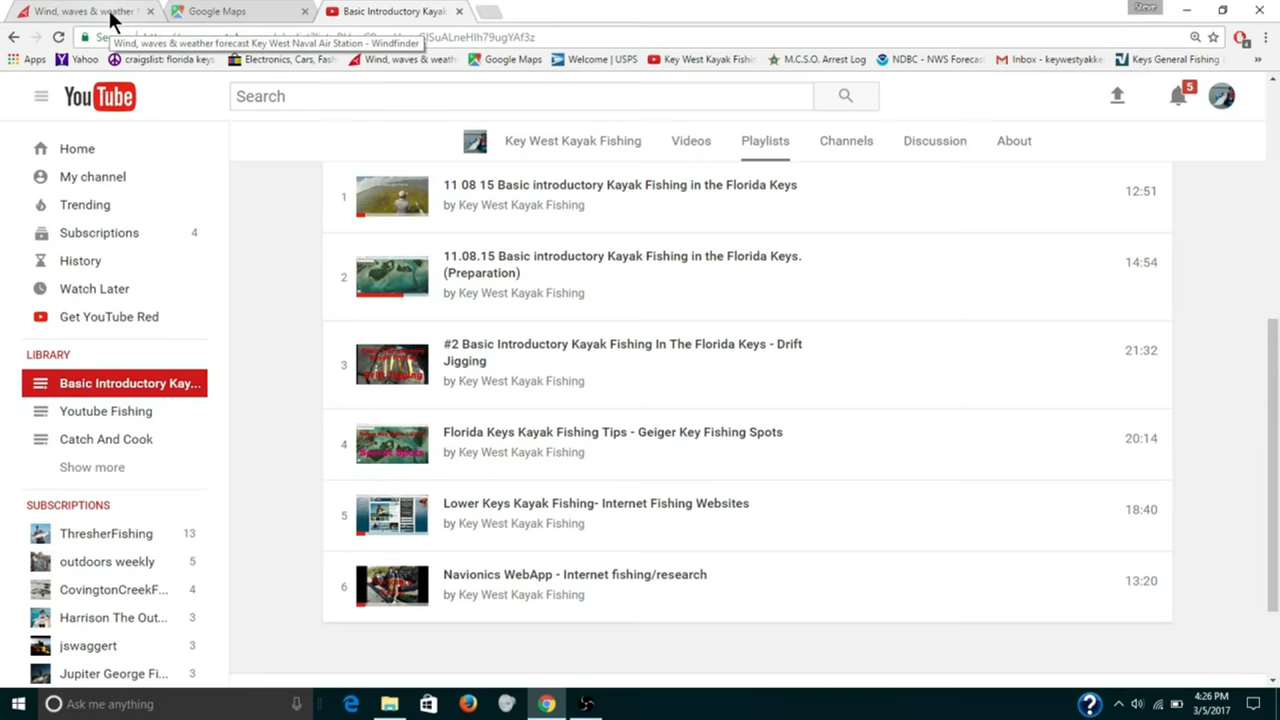 Wind, waves & weather
Google Maps
Basic Introductory Kayak
Steve
Wind, waves & weather forecast Key West Naval Air Station - Windfinder
Apps
Yahoo
craigslist: florida keys
Electronics, Cars, Fash
Wind, waves & weath
Google Maps
Welcome | USPS
Key West Kayak Fishin
M.C.S.O. Arrest Log
NDBC - NWS Forecas
Inbox - keywestyakke
Keys General Fishing
»
YouTube
Search
5
Key West Kayak Fishing
Videos
Playlists
Channels
Discussion
About
Home
My channel
Trending
Subscriptions 4
History
Watch Later
Get YouTube Red
LIBRARY
Basic Introductory Kay...
Youtube Fishing
Catch And Cook
Show more
SUBSCRIPTIONS
ThresherFishing 13
outdoors weekly 5
CovingtonCreekF... 4
Harrison The Out... 3
jswaggert 3
Jupiter George Fi... 3
1
11 08 15 Basic introductory Kayak Fishing in the Florida Keys
12:51
by Key West Kayak Fishing
2
11.08.15 Basic introductory Kayak Fishing in the Florida Keys.
(Preparation)
14:54
by Key West Kayak Fishing
3
#2 Basic Introductory Kayak Fishing In The Florida Keys - Drift
Jigging
21:32
by Key West Kayak Fishing
4
Florida Keys Kayak Fishing Tips - Geiger Key Fishing Spots
20:14
by Key West Kayak Fishing
5
Lower Keys Kayak Fishing- Internet Fishing Websites
18:40
by Key West Kayak Fishing
6
Navionics WebApp - Internet fishing/research
13:20
by Key West Kayak Fishing
Ask me anything
4:26 PM
3/5/2017